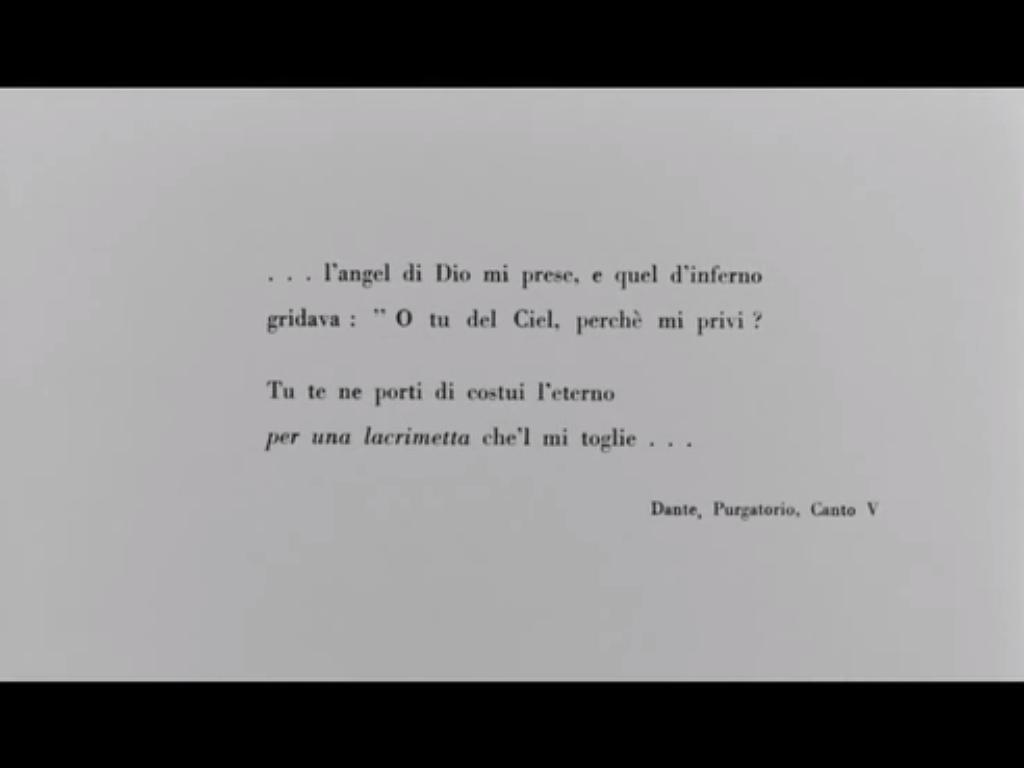 . . . l'angel di Dio mi prese, e quel d'inferno
gridava : " O tu del Ciel, perchè mi privi ?
Tu te ne porti di costui l'eterno
per una lacrimetta che'l mi toglie . . .
Dante, Purgatorio, Canto V